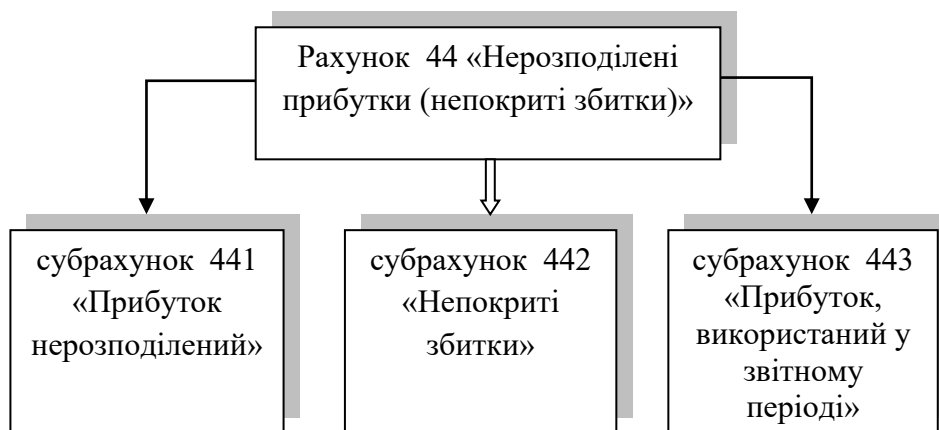 Рахунок 44 «Нерозподілені
прибутки (непокриті збитки)»
субрахунок 441
«Прибуток
нерозподілений»
субрахунок 442
«Непокриті
збитки»
субрахунок 443
«Прибуток,
використаний у
звітному
періоді»